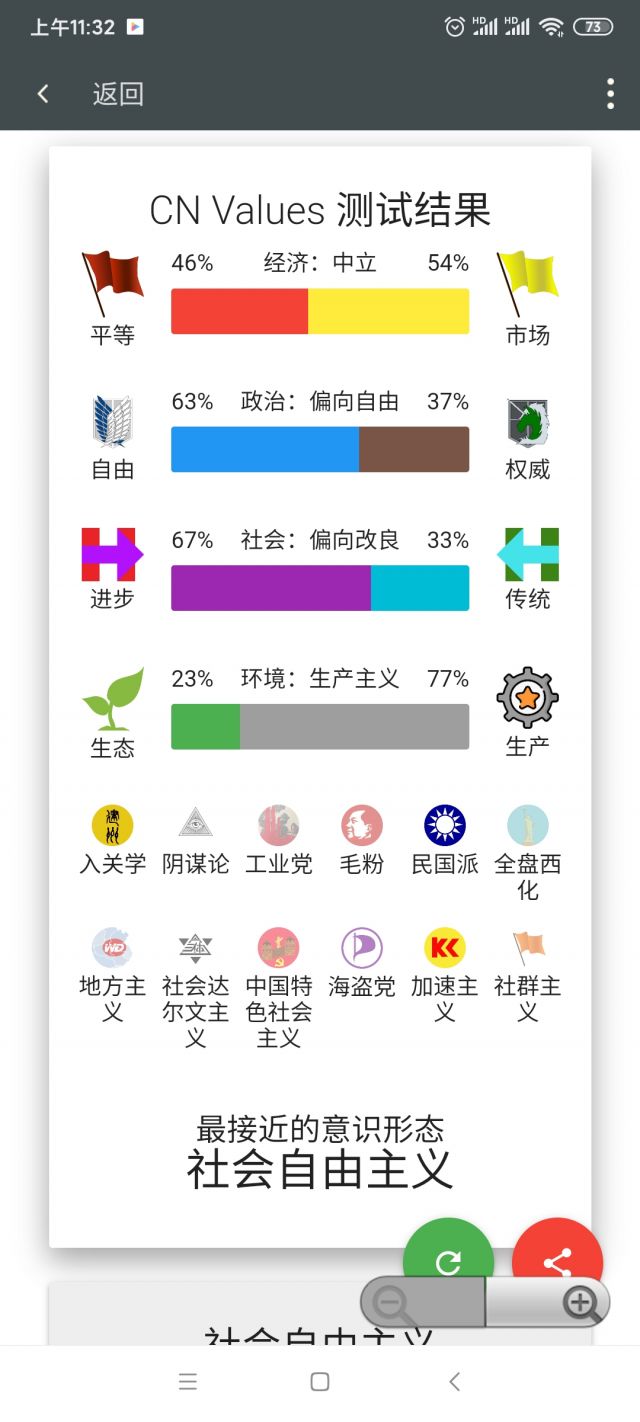 上午11:32
HD HD 73
返回
CN Values 测试结果
46% 经济：中立 54%
平等 市场
63% 政治：偏向自由 37%
自由 权威
67% 社会：偏向改良 33%
进步 传统
23% 环境：生产主义 77%
生态 生产
入关学 阴谋论 工业党 毛粉 民国派 全盘西
化
地方主 社会达 中国特 海盗党 加速主 社群主
义 尔文主 色社会 义 义
义 主义
最接近的意识形态
社会自由主义
社会自由主义